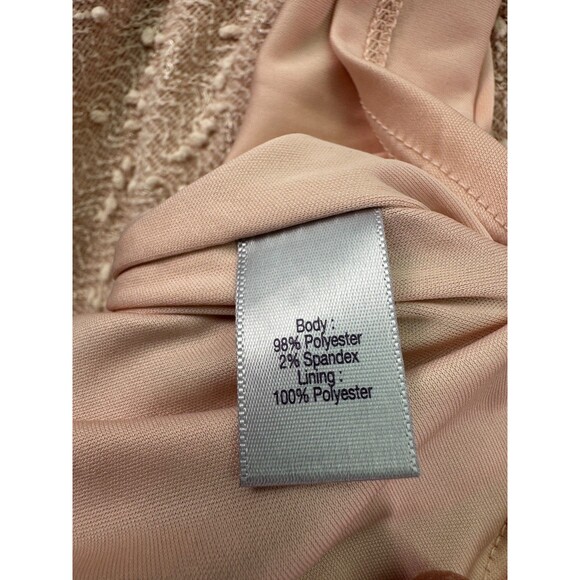 Body :
98% Polyester
2% Spandex
Lining :
100% Polyester